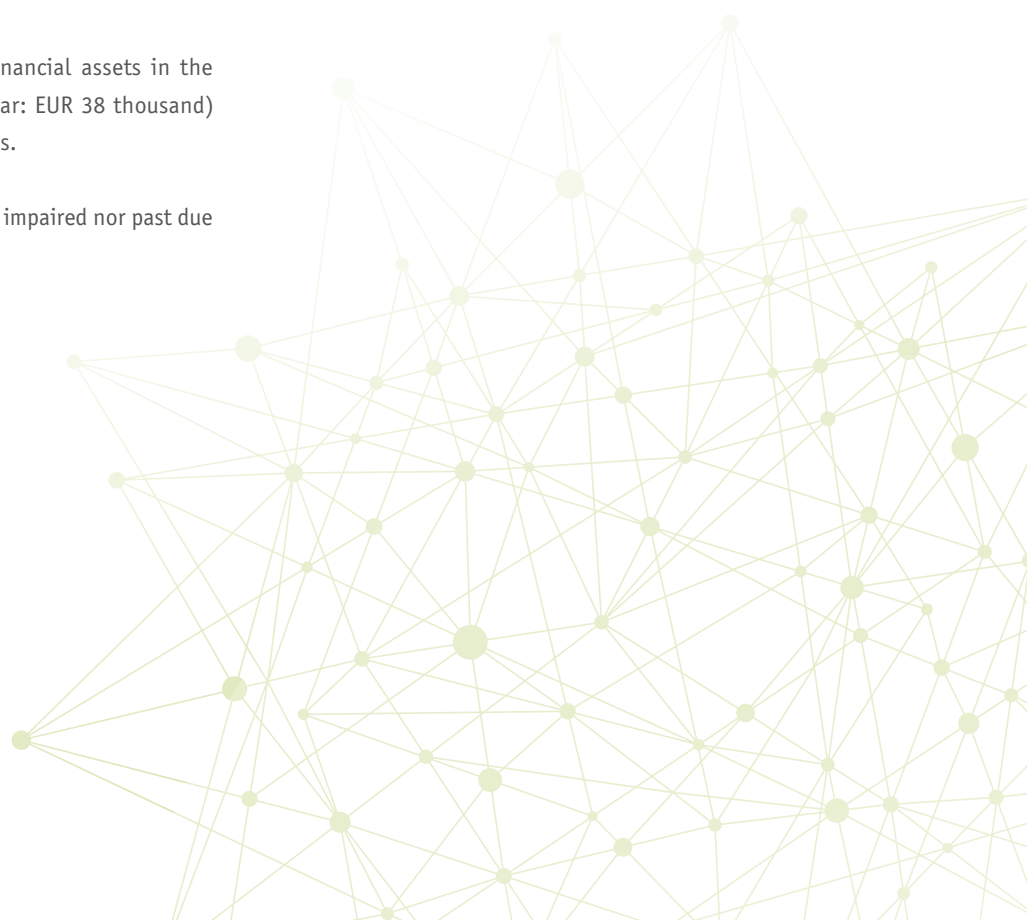 nancial assets in the
ar: EUR 38 thousand)
s.
impaired nor past due